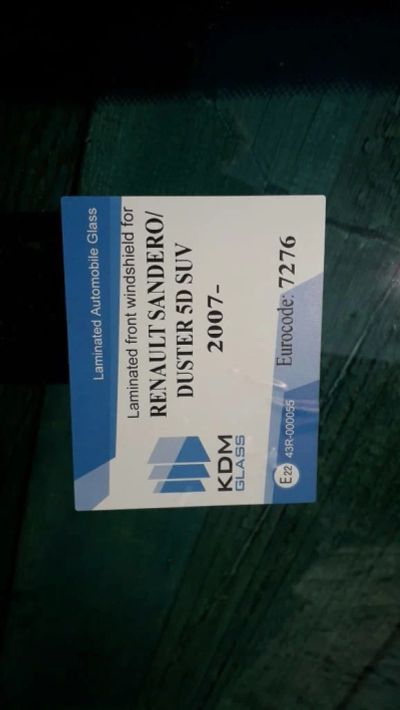 Laminated Automobile Glass
Laminated front windshield for
RENAULT SANDERO/
DUSTER 5D SUV
2007-
KDM
GLASS
E22 43R-000055
Eurocode: 7276